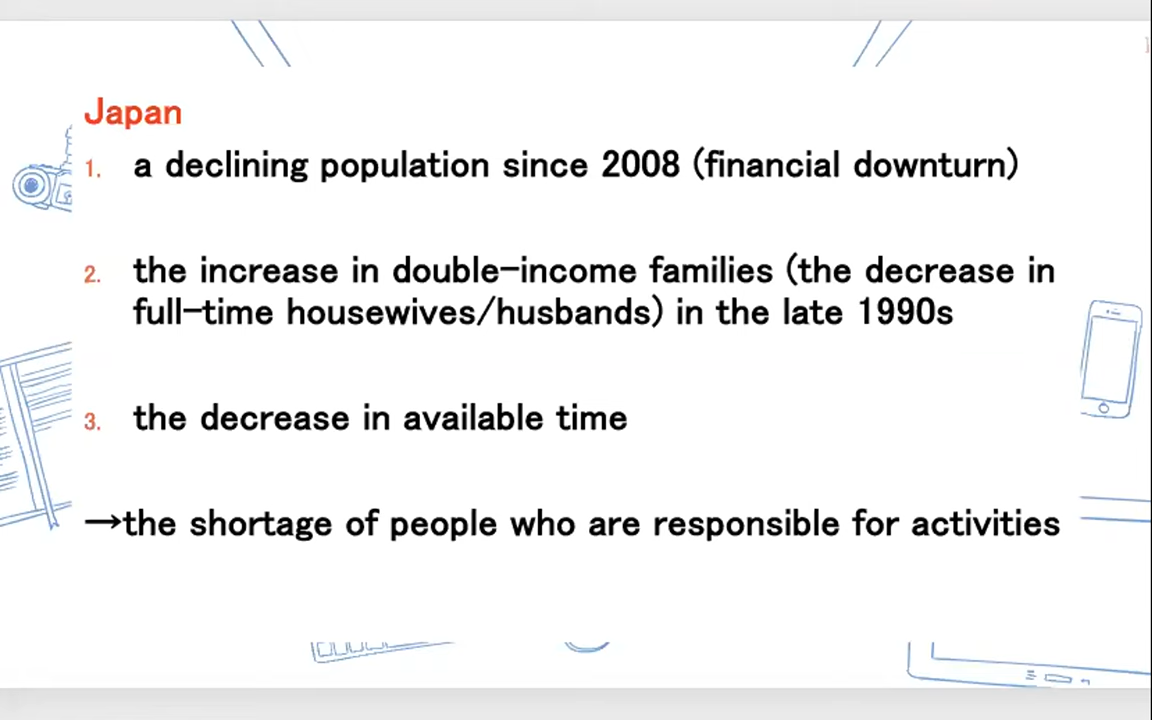 Japan
1. a declining population since 2008 (financial downturn)
2. the increase in double-income families (the decrease in
full-time housewives/husbands) in the late 1990s
3. the decrease in available time
→the shortage of people who are responsible for activities